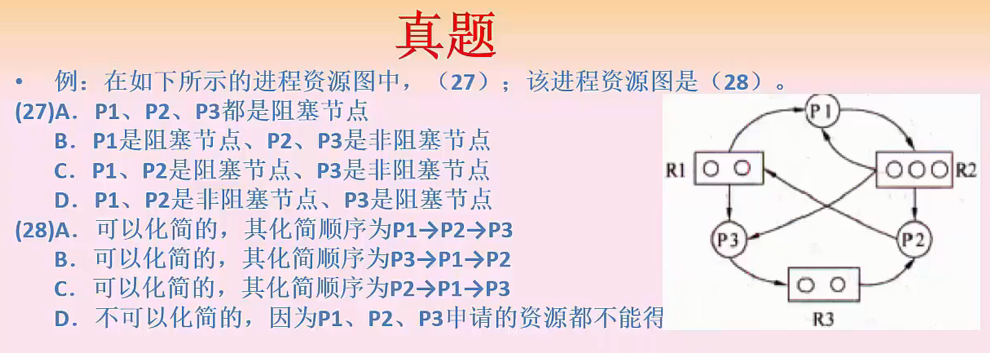 真题
• 例：在如下所示的进程资源图中，（27）；该进程资源图是（28）。
(27)A．P1、P2、P3都是阻塞节点
B．P1是阻塞节点、P2、P3是非阻塞节点
C．P1、P2是阻塞节点、P3是非阻塞节点
D．P1、P2是非阻塞节点、P3是阻塞节点
(28)A．可以化简的，其化简顺序为P1→P2→P3
B．可以化简的，其化简顺序为P3→P1→P2
C．可以化简的，其化简顺序为P2→P1→P3
D．不可以化简的，因为P1、P2、P3申请的资源都不能得
P1
R1
R2
P3
P2
R3